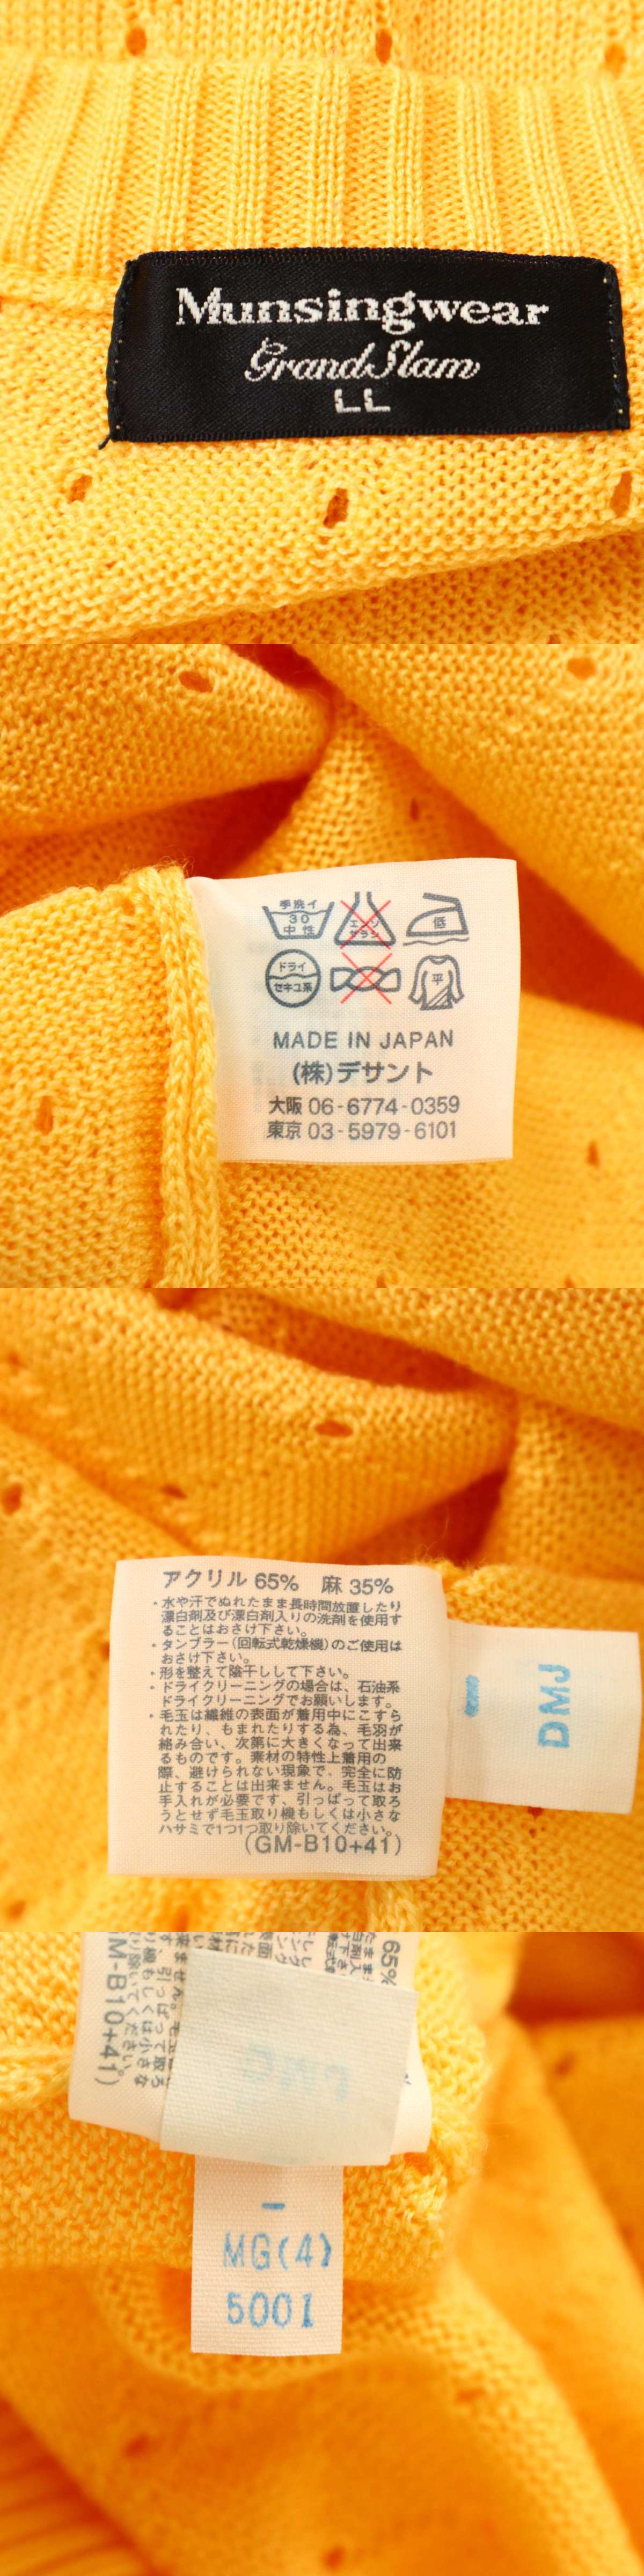 Munsingwear
Grand Slam
LL
手洗イ
30
中性
エンソ
サラシ
低
ドライ
セキユ系
平
MADE IN JAPAN
(株)デサント
大阪 06-6774-0359
東京 03-5979-6101
アクリル 65% 麻 35%
・水や汗でぬれたまま長時間放置したり
漂白剤及び漂白剤入りの洗剤を使用す
ることはお避け下さい。
・タンブラー(回転式乾燥機)のご使用は
おさけ下さい。
・形を整えて陰干しして下さい。
・ドライクリーニングの場合は、石油系
ドライクリーニングでお願いします。
・毛玉は繊維の表面が着用中にこすら
れたり、もまれたりする為、毛羽が
絡み合い、次第に大きくなって出来
るものです。素材の特性上着用の
際、避けられない現象で、完全に防
止することは出来ません。毛玉はお
手入れが必要です、引っぱって取ろ
うとせず毛玉取り機もしくは小さな
ハサミで1つ1つ取り除いてください。
(GM-B10+41)
-
DMJ
65%
M-B10+41)
-
MG(4)
5001